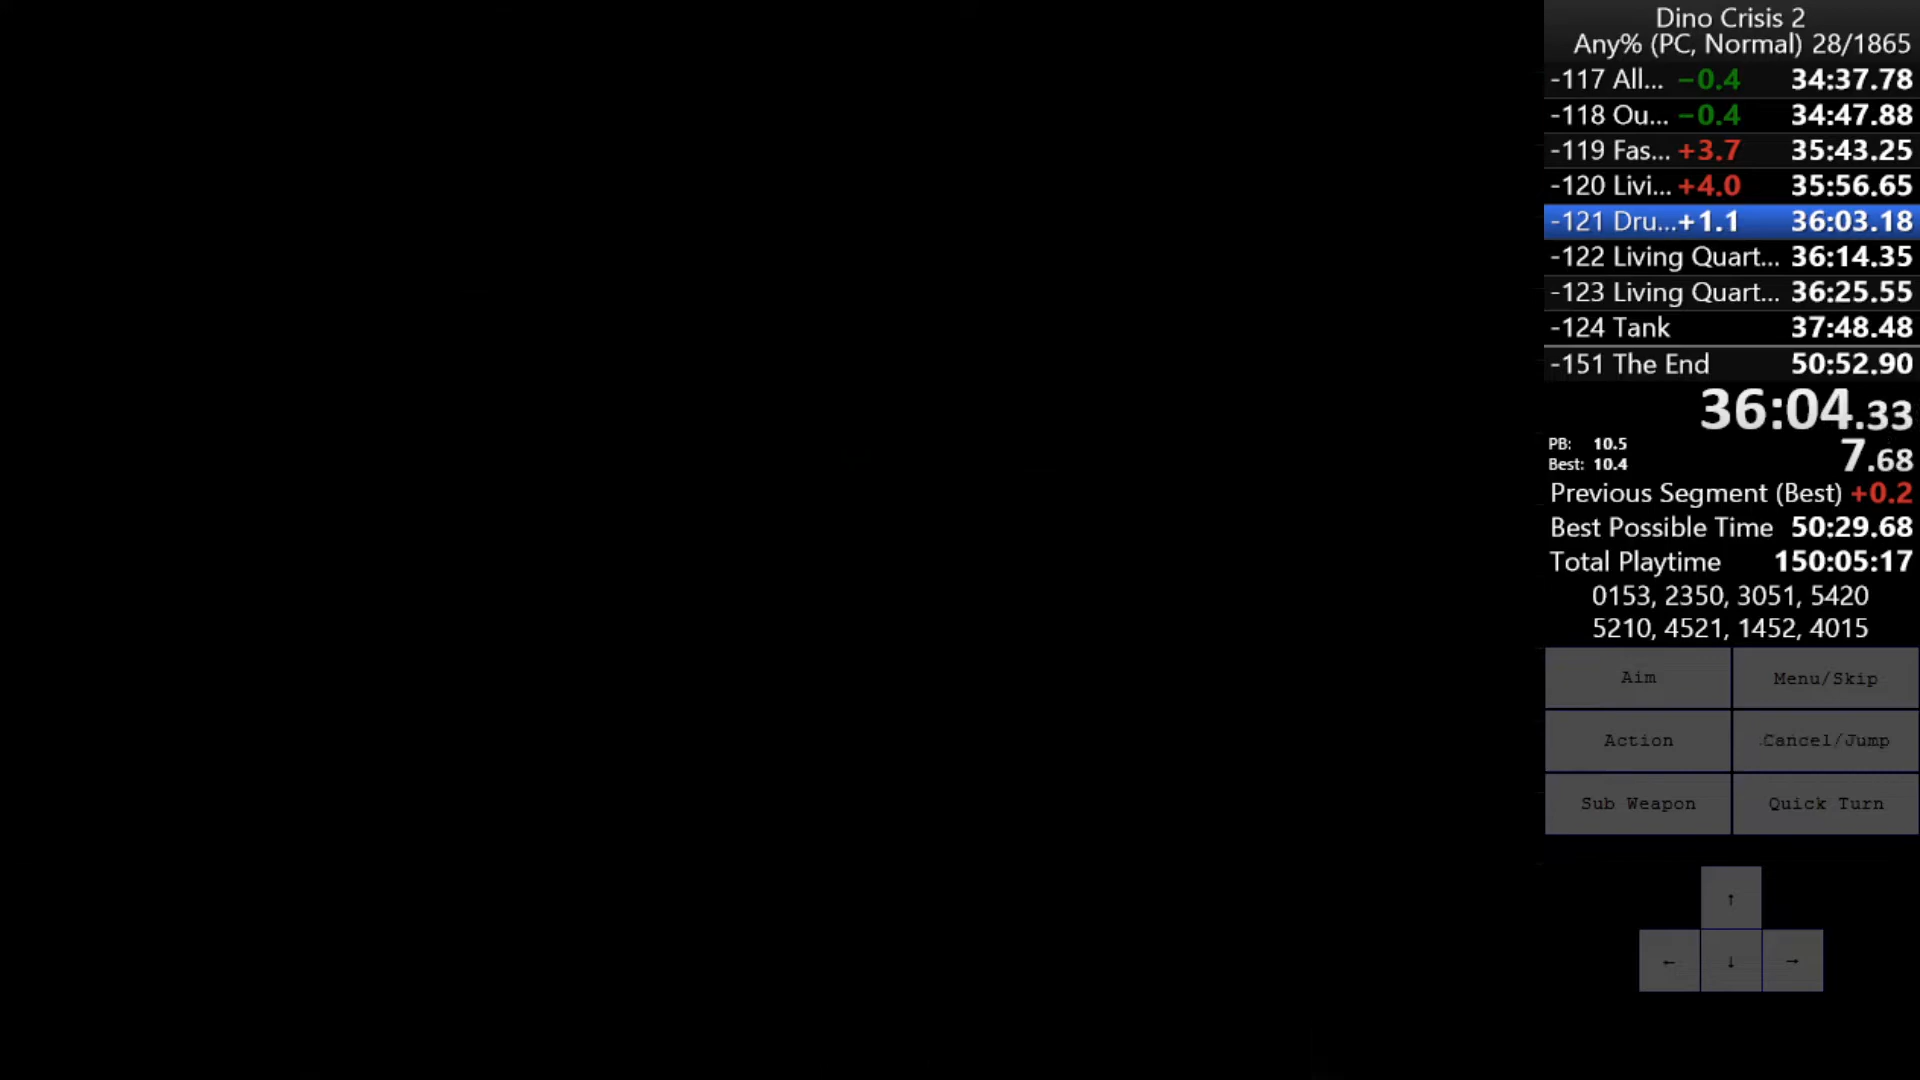 Dino Crisis 2
Any% (PC, Normal) 28/1865
-117 All... −0.4 34:37.78
-118 Ou... −0.4 34:47.88
-119 Fas... +3.7 35:43.25
-120 Livi... +4.0 35:56.65
-121 Dru...+1.1 36:03.18
-122 Living Quart... 36:14.35
-123 Living Quart... 36:25.55
-124 Tank 37:48.48
-151 The End 50:52.90
36:04.33
PB: 10.5 7.68
Best: 10.4
Previous Segment (Best) +0.2
Best Possible Time 50:29.68
Total Playtime 150:05:17
0153, 2350, 3051, 5420
5210, 4521, 1452, 4015
Aim Menu/Skip
Action Cancel/Jump
Sub Weapon Quick Turn
↑
← ↓ →